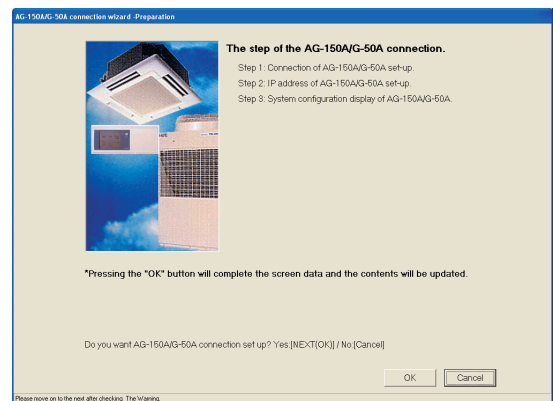 AG-150A/G-50A connection wizard -Preparation
The step of the AG-150A/G-50A connection.
Step 1: Connection of AG-150A/G-50A set-up.
Step 2: IP address of AG-150A/G-50A set-up.
Step 3: System configuration display of AG-150A/G-50A.
*Pressing the "OK" button will complete the screen data and the contents will be updated.
Do you want AG-150A/G-50A connection set up? Yes:[NEXT(OK)] / No:[Cancel]
OK
Cancel
Please move on to the next after checking. The Warning.